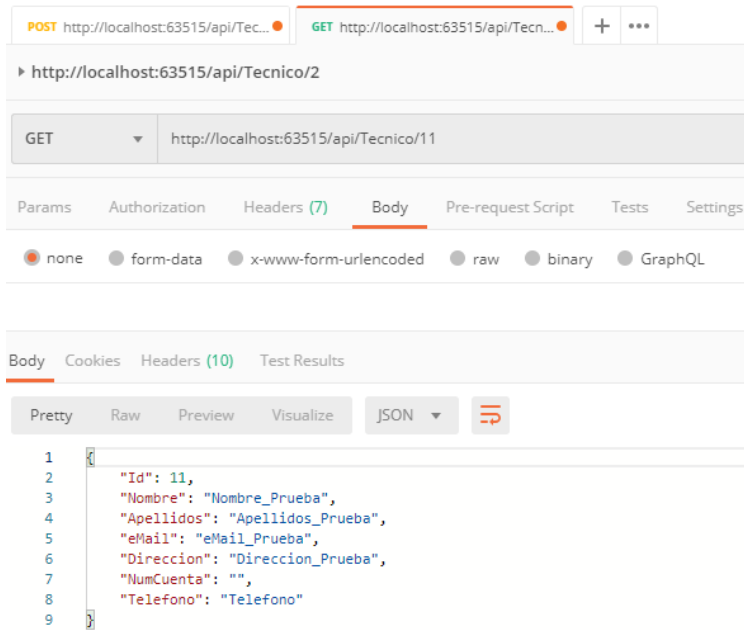 POST http://localhost:63515/api/Tec... GET http://localhost:63515/api/Tecn... + •••
http://localhost:63515/api/Tecnico/2
GET http://localhost:63515/api/Tecnico/11
Params Authorization Headers (7) Body Pre-request Script Tests Settings
none form-data x-www-form-urlencoded raw binary GraphQL
Body Cookies Headers (10) Test Results
Pretty Raw Preview Visualize JSON
1 {
2 "Id": 11,
3 "Nombre": "Nombre_Prueba",
4 "Apellidos": "Apellidos_Prueba",
5 "eMail": "eMail_Prueba",
6 "Direccion": "Direccion_Prueba",
7 "NumCuenta": "",
8 "Telefono": "Telefono"
9 }